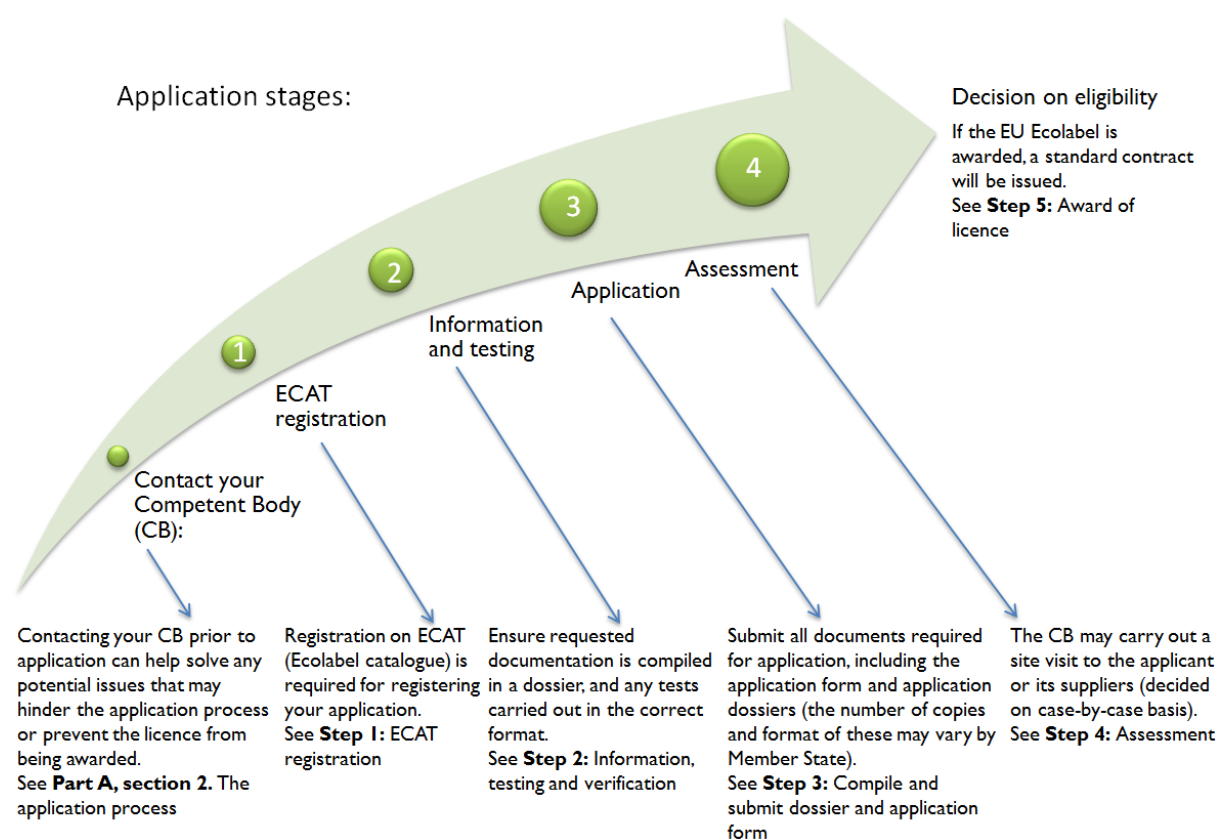 Application stages:
Decision on eligibility
If the EU Ecolabel is
awarded, a standard contract
will be issued.
See Step 5: Award of
licence
4
3
2
1
Assessment
Application
Information
and testing
ECAT
registration
Contact your
Competent Body
(CB):
Contacting your CB prior to
application can help solve any
potential issues that may
hinder the application process
or prevent the licence from
being awarded.
See Part A, section 2. The
application process
Registration on ECAT
(Ecolabel catalogue) is
required for registering
your application.
See Step 1: ECAT
registration
Ensure requested
documentation is compiled
in a dossier, and any tests
carried out in the correct
format.
See Step 2: Information,
testing and verification
Submit all documents required
for application, including the
application form and application
dossiers (the number of copies
and format of these may vary by
Member State).
See Step 3: Compile and
submit dossier and application
form
The CB may carry out a
site visit to the applicant
or its suppliers (decided
on case-by-case basis).
See Step 4: Assessment